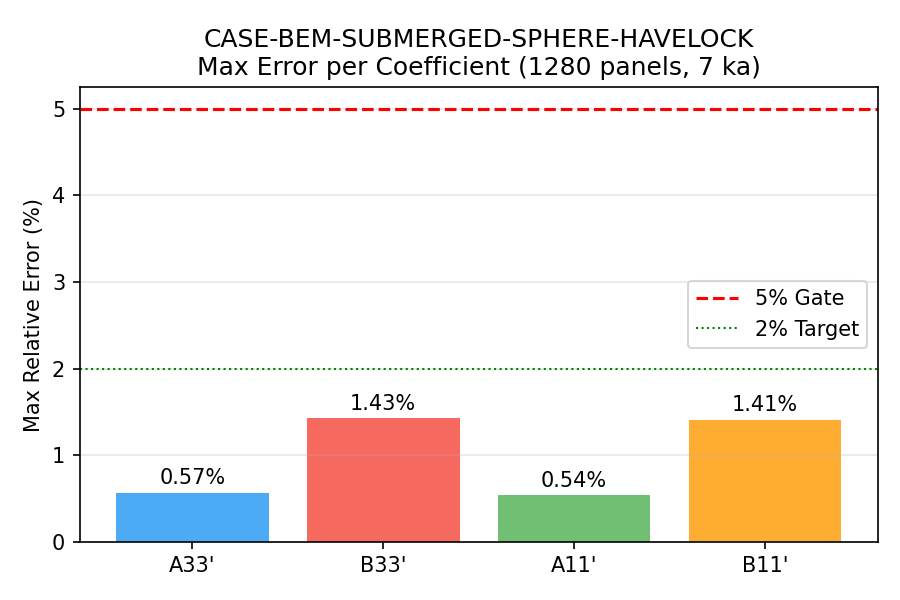 CASE-BEM-SUBMERGED-SPHERE-HAVELOCK
Max Error per Coefficient (1280 panels, 7 ka)
Max Relative Error (%)
5
4
3
2
1
0
5% Gate
2% Target
0.57%
1.43%
0.54%
1.41%
A33'
B33'
A11'
B11'